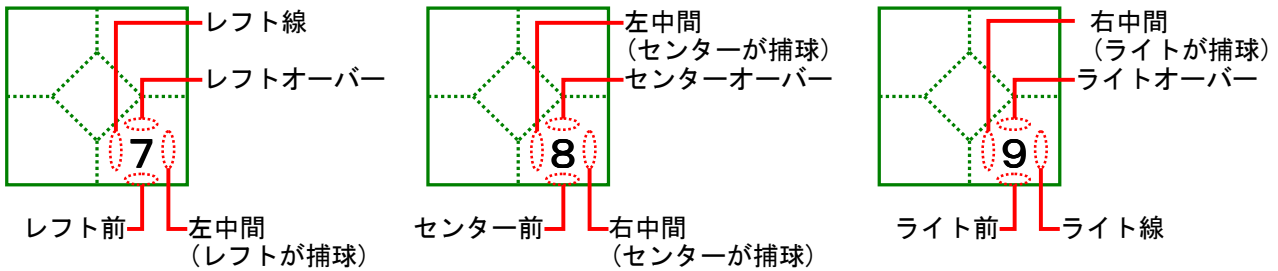 レフト線
レフトオーバー
7
レフト前
左中間
（レフトが捕球）
左中間
（センターが捕球）
センターオーバー
8
センター前
右中間
（センターが捕球）
右中間
（ライトが捕球）
ライトオーバー
9
ライト前
ライト線